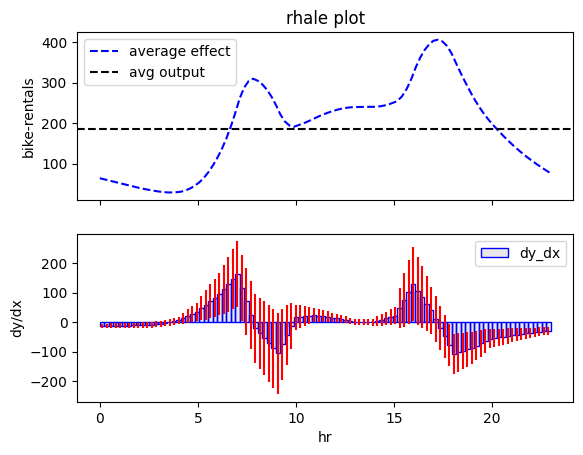 rhale plot
400
300
200
100
bike-rentals
average effect
avg output
200
100
0
−100
−200
dy/dx
dy_dx
0 5 10 15 20
hr